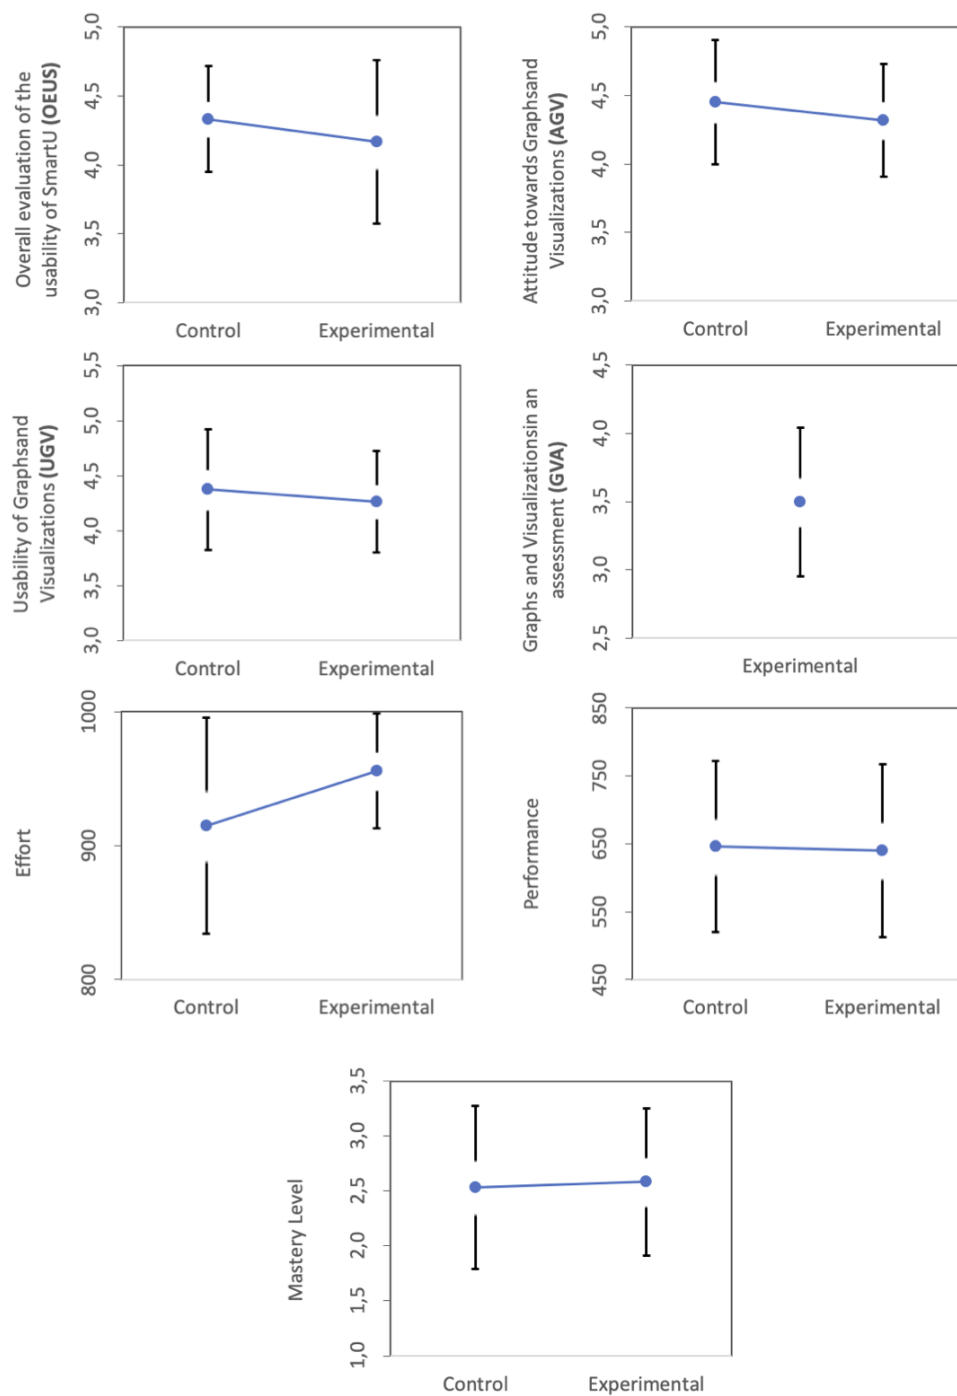 Overall evaluation of the
usability of SmartU (OEUS)
5,0
4,5
4,0
3,5
3,0
Control
Experimental
Attitude towards Graphsand
Visualizations (AGV)
5,0
4,5
4,0
3,5
3,0
Control
Experimental
Usability of Graphsand
Visualizations (UGV)
5,5
5,0
4,5
4,0
3,5
3,0
Control
Experimental
Graphs and Visualizationsin an
assessment (GVA)
4,5
4,0
3,5
3,0
2,5
Experimental
Effort
1000
900
800
Control
Experimental
Performance
850
750
650
550
450
Control
Experimental
Mastery Level
3,5
3,0
2,5
2,0
1,5
1,0
Control
Experimental